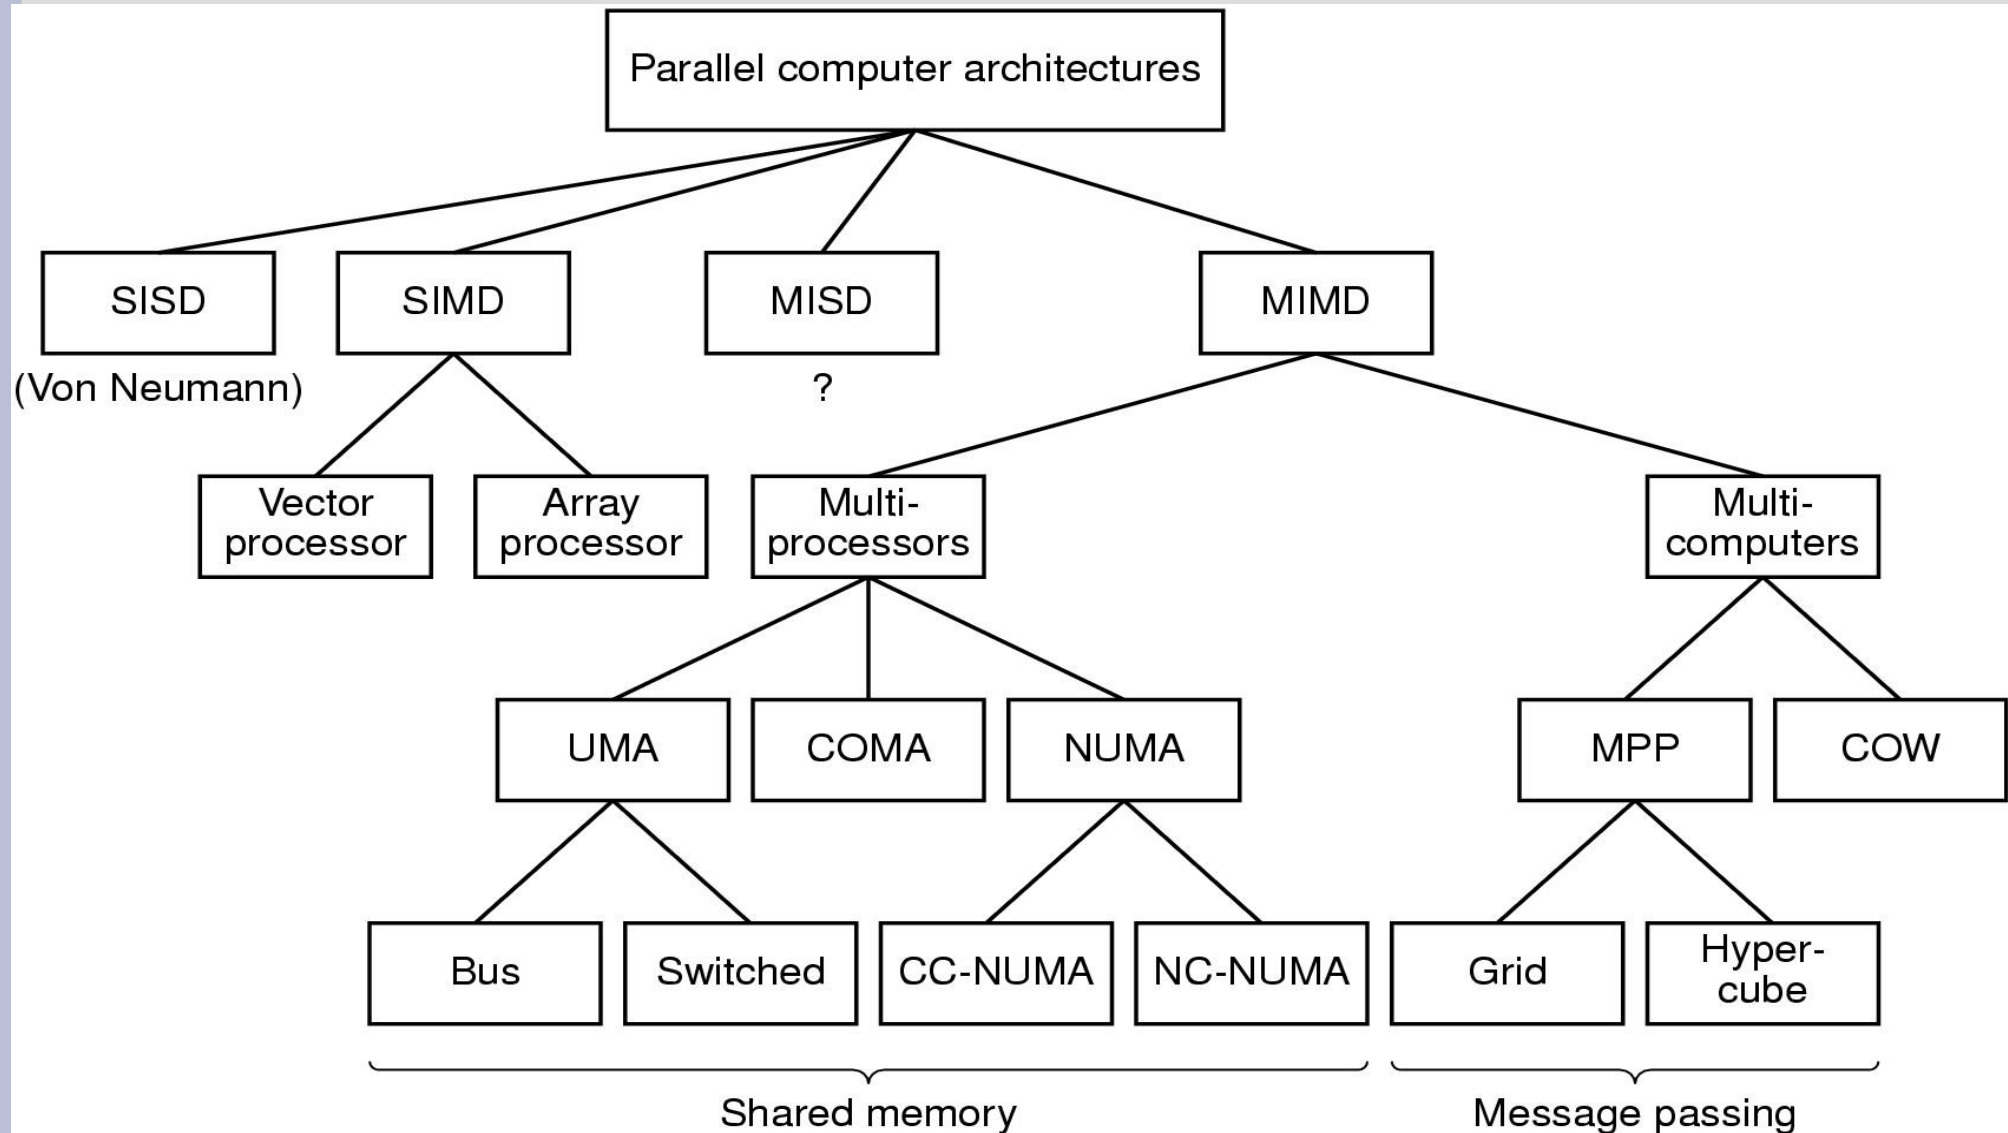 Parallel computer architectures
SISD
SIMD
MISD
MIMD
(Von Neumann)
?
Vector
processor
Array
processor
Multi-
processors
Multi-
computers
UMA
COMA
NUMA
MPP
COW
Bus
Switched
CC-NUMA
NC-NUMA
Grid
Hyper-
cube
Shared memory
Message passing